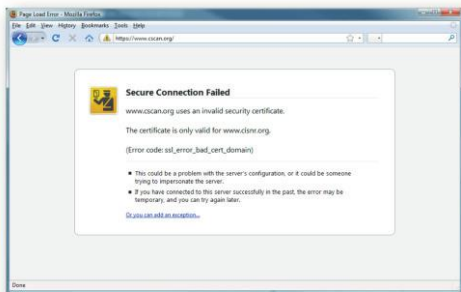 Page Load Error - Mozilla Firefox
File Edit View History Bookmarks Tools Help
https://www.cscan.org/
Secure Connection Failed
www.cscan.org uses an invalid security certificate.
The certificate is only valid for www.cisnr.org.
(Error code: ssl_error_bad_cert_domain)
This could be a problem with the server's configuration, or it could be someone
trying to impersonate the server.
If you have connected to this server successfully in the past, the error may be
temporary, and you can try again later.
Or you can add an exception...
Done